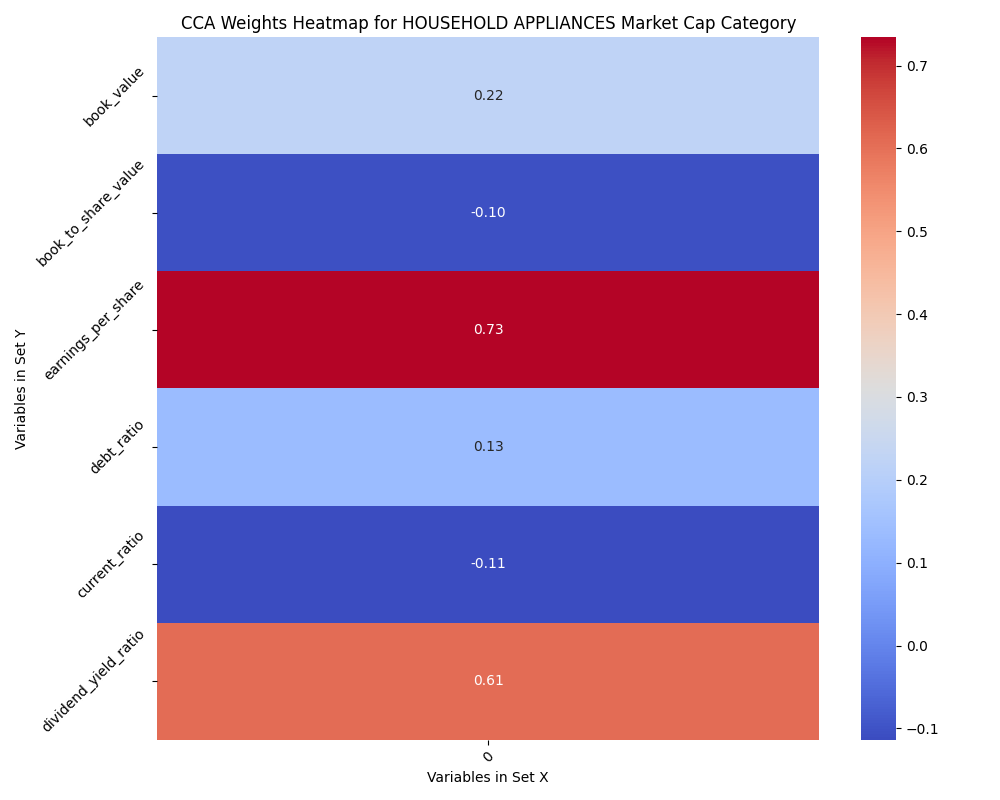 CCA Weights Heatmap for HOUSEHOLD APPLIANCES Market Cap Category
Variables in Set Y
book_value
0.22
book_to_share_value
-0.10
earnings_per_share
0.73
debt_ratio
0.13
current_ratio
-0.11
dividend_yield_ratio
0.61
0
Variables in Set X
0.7
0.6
0.5
0.4
0.3
0.2
0.1
0.0
−0.1